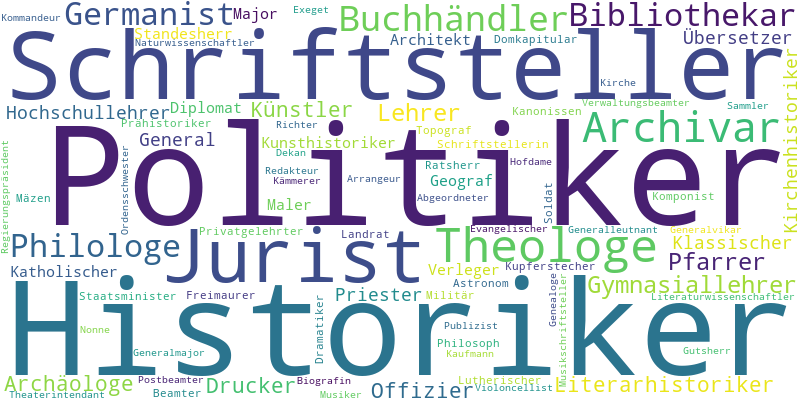 Kommandeur
Germanist
Major
Exeget
Buchhändler
Bibliothekar
Standesherr
Naturwissenschaftler
Architekt
Domkapitular
Übersetzer
Schriftsteller
Kirche
Kirchenhistoriker
Hochschullehrer
Diplomat
Künstler
Lehrer
Kanonissen
Verwaltungsbeamter
Sammler
Prähistoriker
Richter
Topograf
Archivar
General
Kunsthistoriker
Schriftstellerin
Politiker
Regierungspräsident
Ordensschwester
Dekan
Redakteur
Kämmerer
Arrangeur
Ratsherr
Geograf
Hofdame
Abgeordneter
Soldat
Komponist
Mäzen
Maler
Privatgelehrter
Landrat
Evangelischer
Generalleutnant
Generalvikar
Philologe
Jurist
Theologe
Klassischer
Pfarrer
Katholischer
Verleger
Kupferstecher
Astronom
Gymnasiallehrer
Staatsminister
Freimaurer
Priester
Militär
Genealoge
Musikschriftsteller
Literaturwissenschaftler
Historiker
Nonne
Dramatiker
Publizist
Philosoph
Kaufmann
Generalmajor
Gutsherr
Archäologe
Postbeamter
Drucker
Biografin
Offizier
Lutherischer
Literarhistoriker
Theaterintendant
Beamter
Musiker
Violoncellist